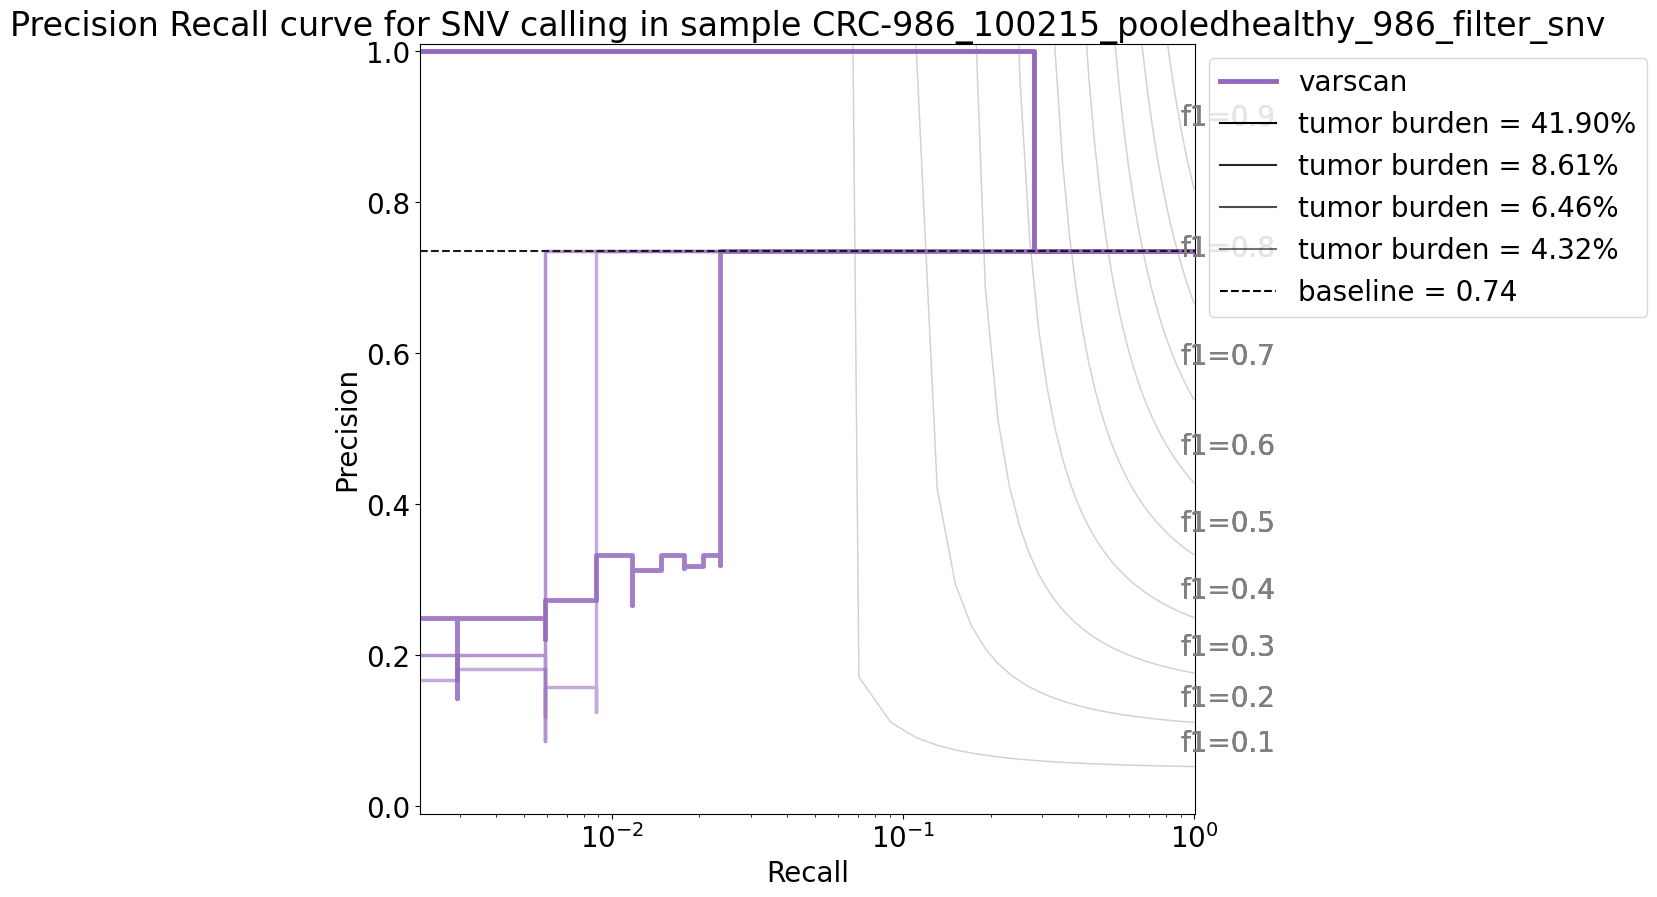 Precision Recall curve for SNV calling in sample CRC-986_100215_pooledhealthy_986_filter_snv
1.0
0.8
0.6
0.4
0.2
0.0
Precision
10⁻²
10⁻¹
10⁰
Recall
f1=0.9
f1=0.8
f1=0.7
f1=0.6
f1=0.5
f1=0.4
f1=0.3
f1=0.2
f1=0.1
varscan
tumor burden = 41.90%
tumor burden = 8.61%
tumor burden = 6.46%
tumor burden = 4.32%
baseline = 0.74